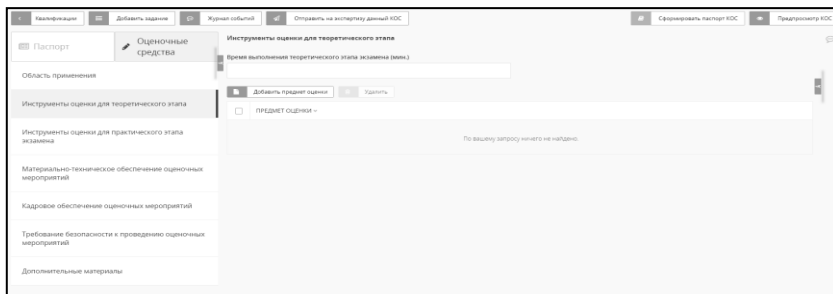 Квалификации
Добавить задание
Журнал событий
Отправить на экспертизу данный КОС
Сформировать паспорт КОС
Предпросмотр КОС
Паспорт
Оценочные
средства
Область применения
Инструменты оценки для теоретического этапа
Инструменты оценки для практического этапа
экзамена
Материально-техническое обеспечение оценочных
мероприятий
Кадровое обеспечение оценочных мероприятий
Требование безопасности к проведению оценочных
мероприятий
Дополнительные материалы
Инструменты оценки для теоретического этапа
Время выполнения теоретического этапа экзамена (мин.)
Добавить предмет оценки
Удалить
ПРЕДМЕТ ОЦЕНКИ
По вашему запросу ничего не найдено.